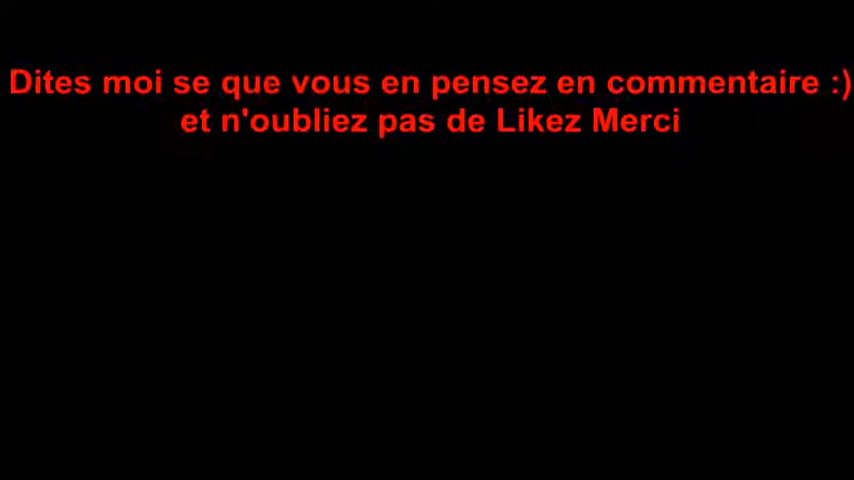 Dites moi se que vous en pensez en commentaire :)
et n'oubliez pas de Likez Merci